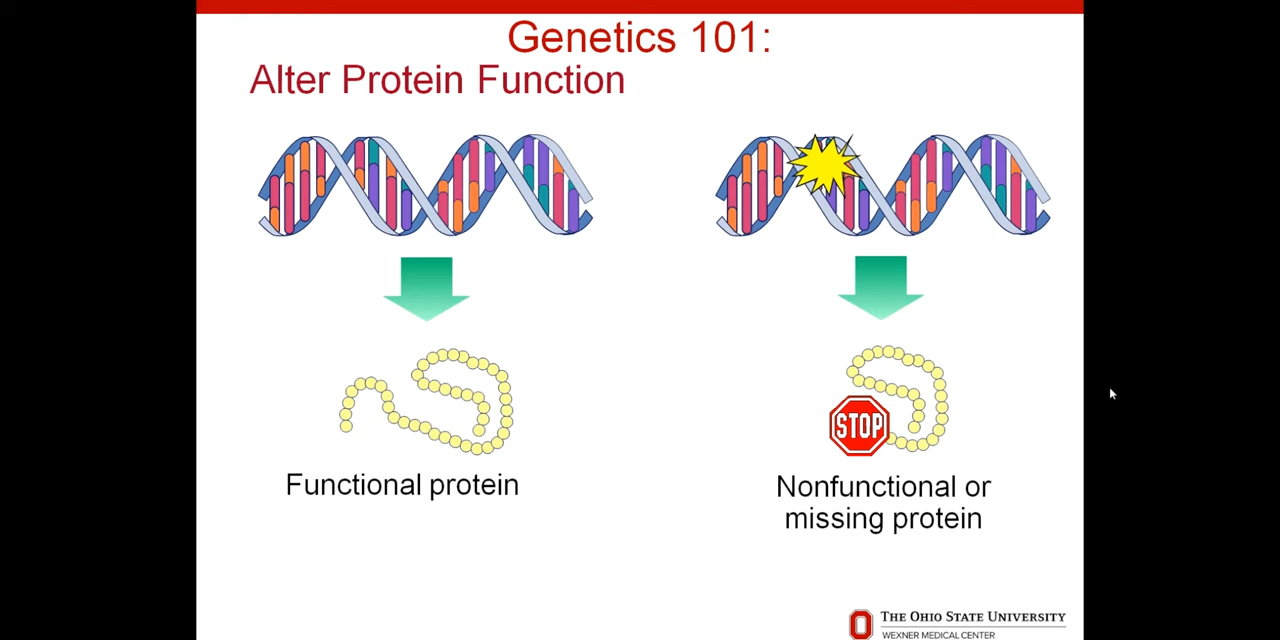 Genetics 101:
Alter Protein Function
STOP
Functional protein
Nonfunctional or
missing protein
THE OHIO STATE UNIVERSITY
WEXNER MEDICAL CENTER